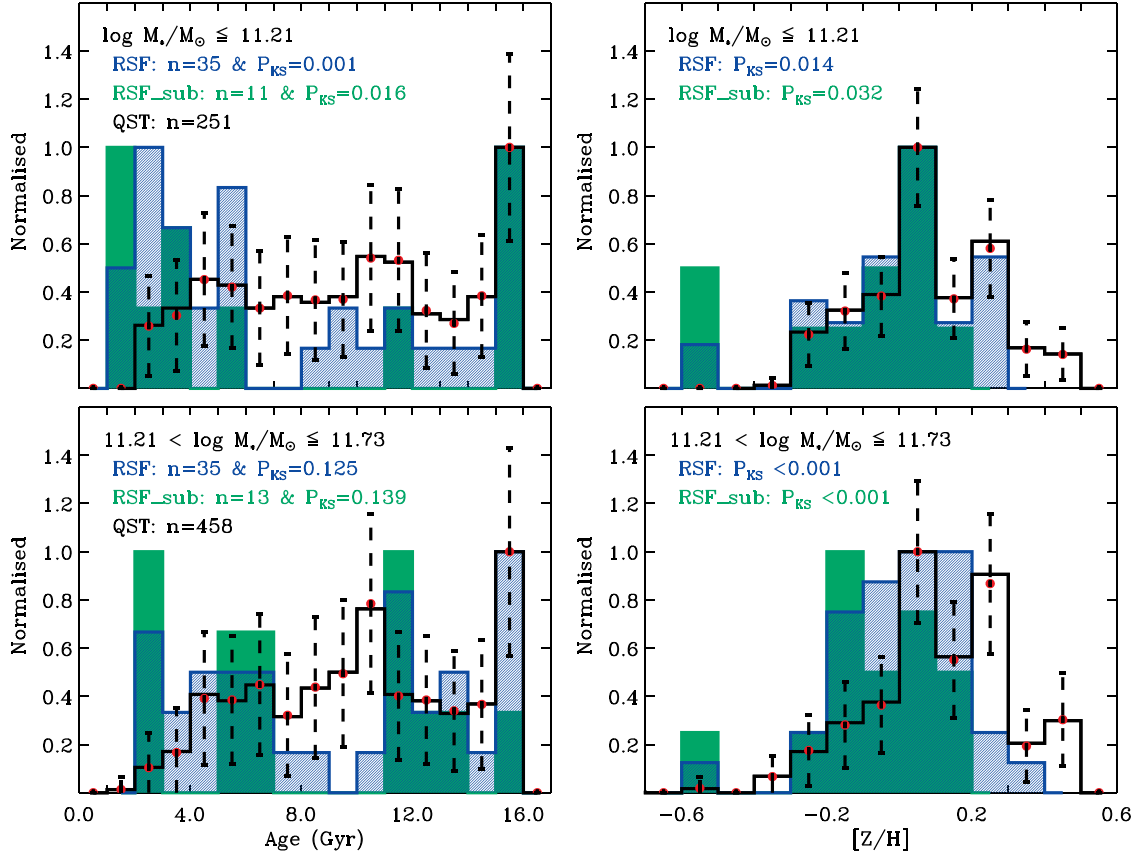 log M*/M⊙ ≦ 11.21
RSF: n=35 & PKS=0.001
RSF_sub: n=11 & PKS=0.016
QST: n=251
Normalised
1.4
1.2
1.0
0.8
0.6
0.4
0.2
log M*/M⊙ ≦ 11.21
RSF: PKS=0.014
RSF_sub: PKS=0.032
Normalised
1.4
1.2
1.0
0.8
0.6
0.4
0.2
11.21 < log M*/M⊙ ≦ 11.73
RSF: n=35 & PKS=0.125
RSF_sub: n=13 & PKS=0.139
QST: n=458
Normalised
1.4
1.2
1.0
0.8
0.6
0.4
0.2
0.0 4.0 8.0 12.0 16.0
Age (Gyr)
11.21 < log M*/M⊙ ≦ 11.73
RSF: PKS <0.001
RSF_sub: PKS <0.001
Normalised
1.4
1.2
1.0
0.8
0.6
0.4
0.2
−0.6 −0.2 0.2 0.6
[Z/H]